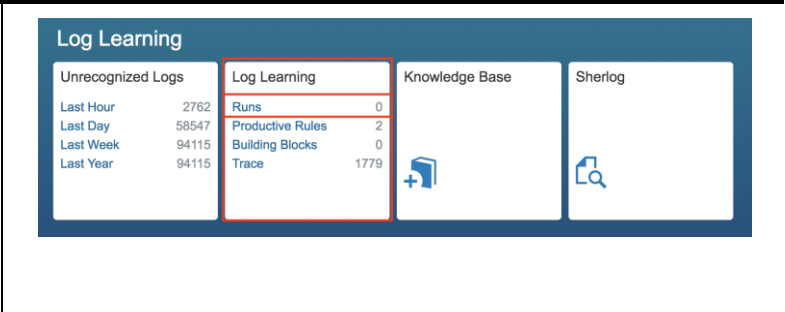 Log Learning
Unrecognized Logs
Last Hour 2762
Last Day 58547
Last Week 94115
Last Year 94115
Log Learning
Runs 0
Productive Rules 2
Building Blocks 0
Trace 1779
Knowledge Base
Sherlog